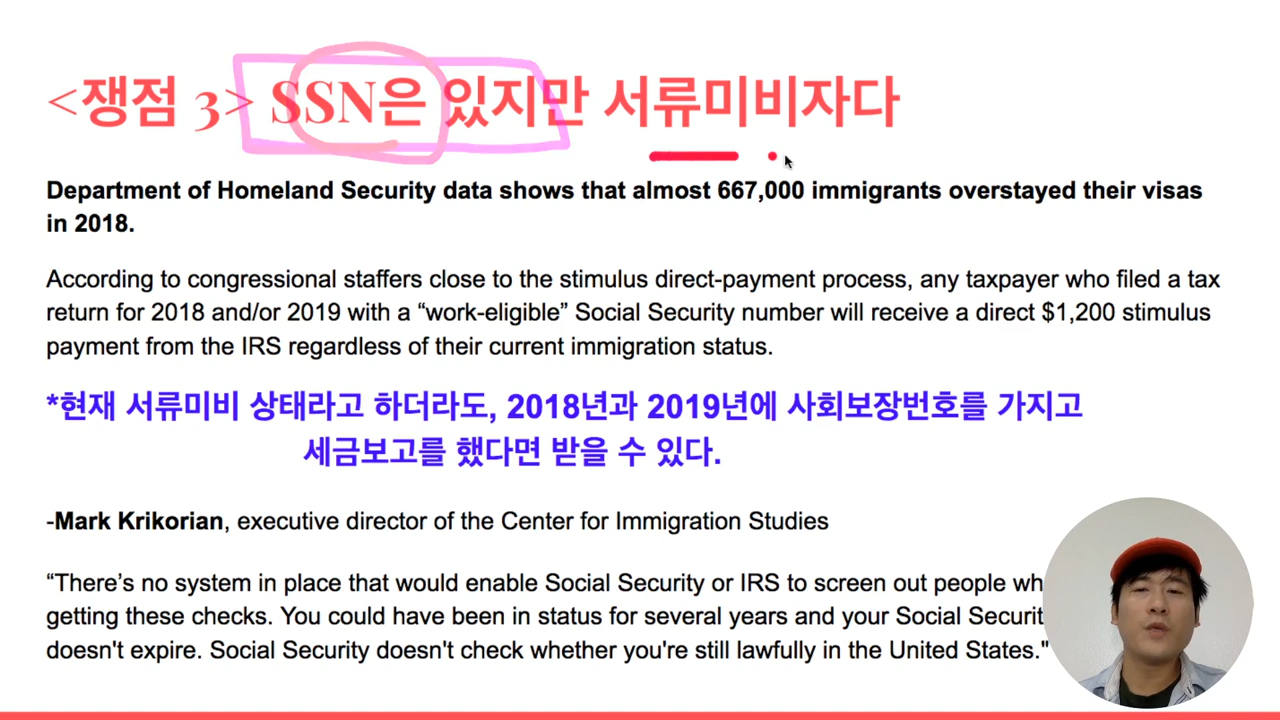 <쟁점 3> SSN은 있지만 서류미비자다
Department of Homeland Security data shows that almost 667,000 immigrants overstayed their visas
in 2018.
According to congressional staffers close to the stimulus direct-payment process, any taxpayer who filed a tax
return for 2018 and/or 2019 with a “work-eligible” Social Security number will receive a direct $1,200 stimulus
payment from the IRS regardless of their current immigration status.
*현재 서류미비 상태라고 하더라도, 2018년과 2019년에 사회보장번호를 가지고
세금보고를 했다면 받을 수 있다.
-Mark Krikorian, executive director of the Center for Immigration Studies
“There’s no system in place that would enable Social Security or IRS to screen out people wh
getting these checks. You could have been in status for several years and your Social Securit
doesn't expire. Social Security doesn't check whether you're still lawfully in the United States."